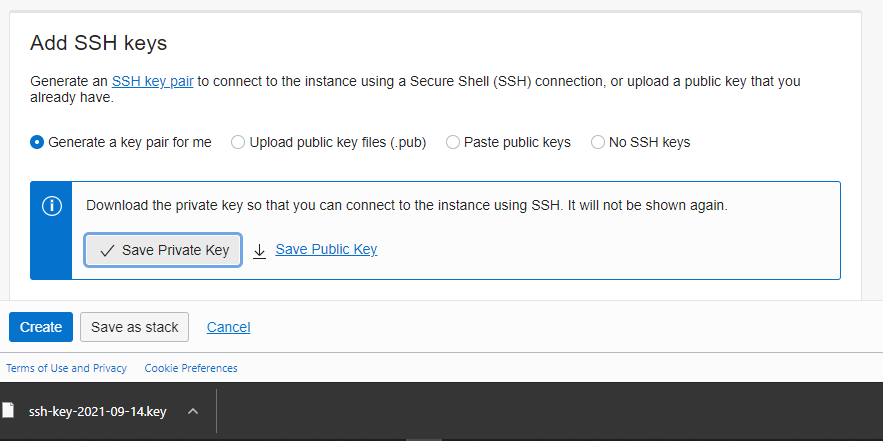 Add SSH keys
Generate an SSH key pair to connect to the instance using a Secure Shell (SSH) connection, or upload a public key that you
already have.
Generate a key pair for me Upload public key files (.pub) Paste public keys No SSH keys
Download the private key so that you can connect to the instance using SSH. It will not be shown again.
Save Private Key Save Public Key
Create Save as stack Cancel
Terms of Use and Privacy Cookie Preferences
ssh-key-2021-09-14.key